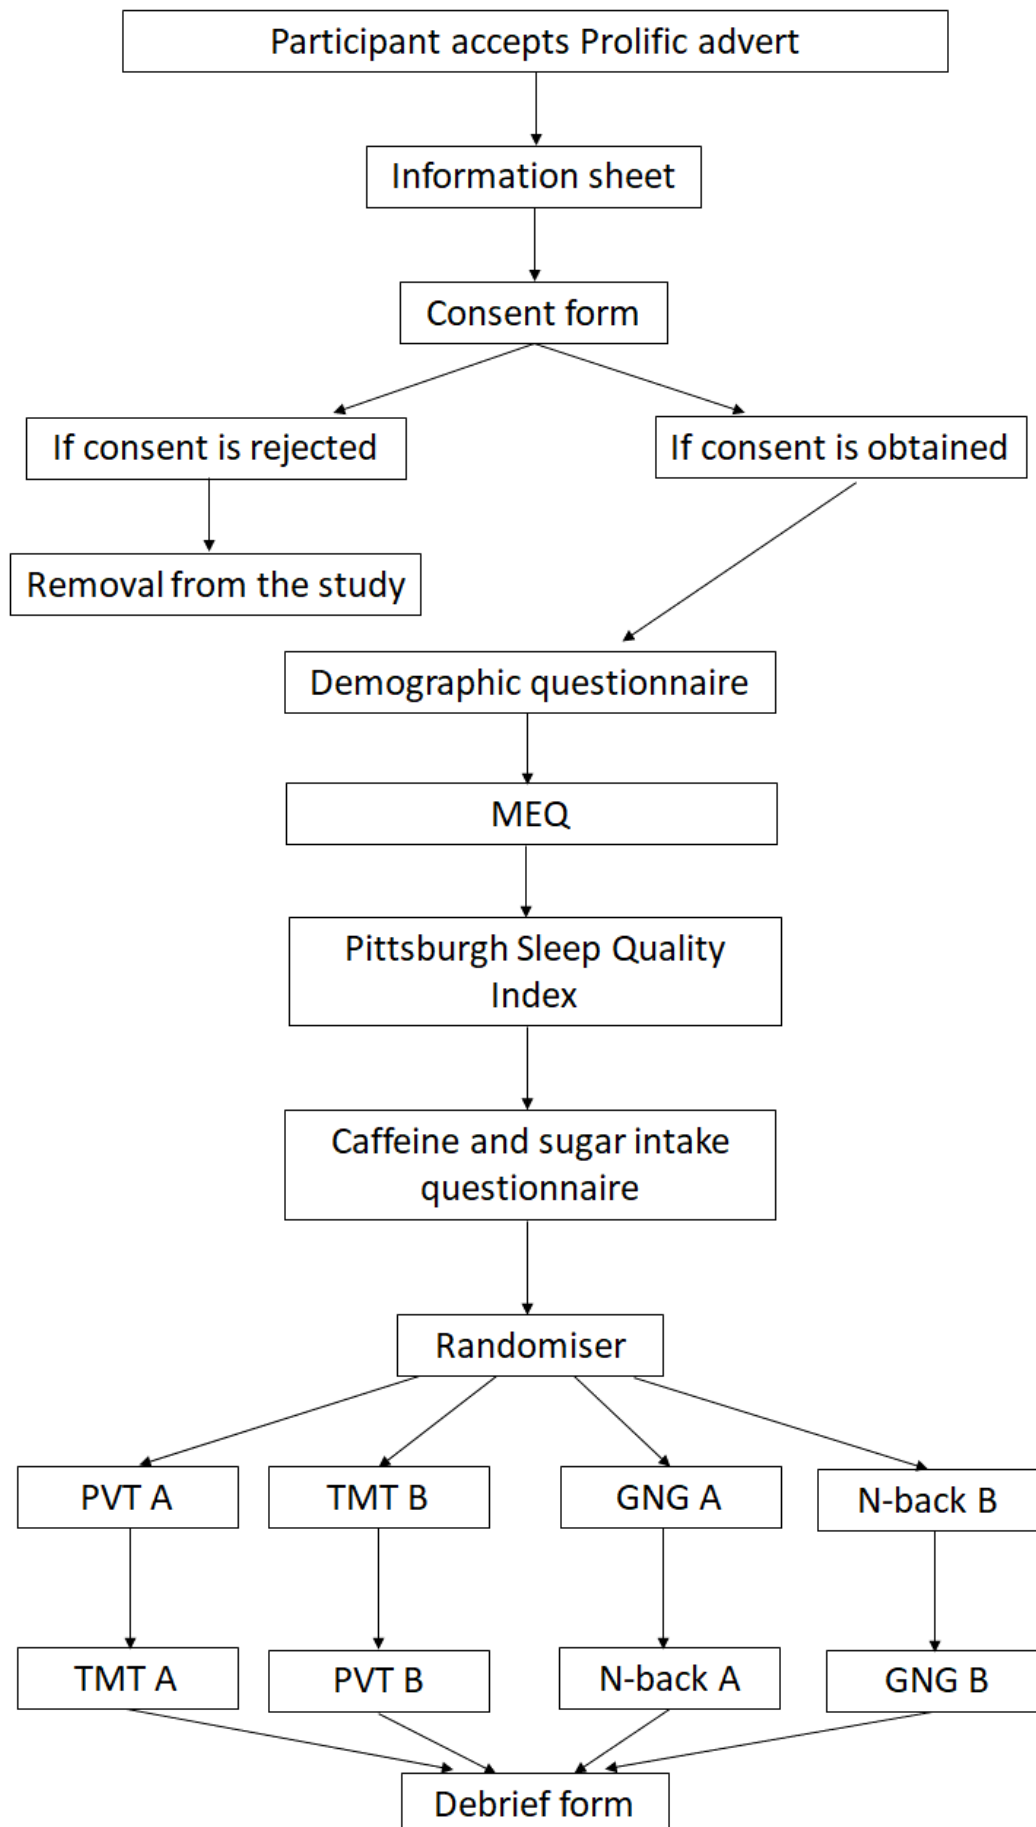 Participant accepts Prolific advert
Information sheet
Consent form
If consent is rejected
If consent is obtained
Removal from the study
Demographic questionnaire
MEQ
Pittsburgh Sleep Quality
Index
Caffeine and sugar intake
questionnaire
Randomiser
PVT A
TMT B
GNG A
N-back B
TMT A
PVT B
N-back A
GNG B
Debrief form